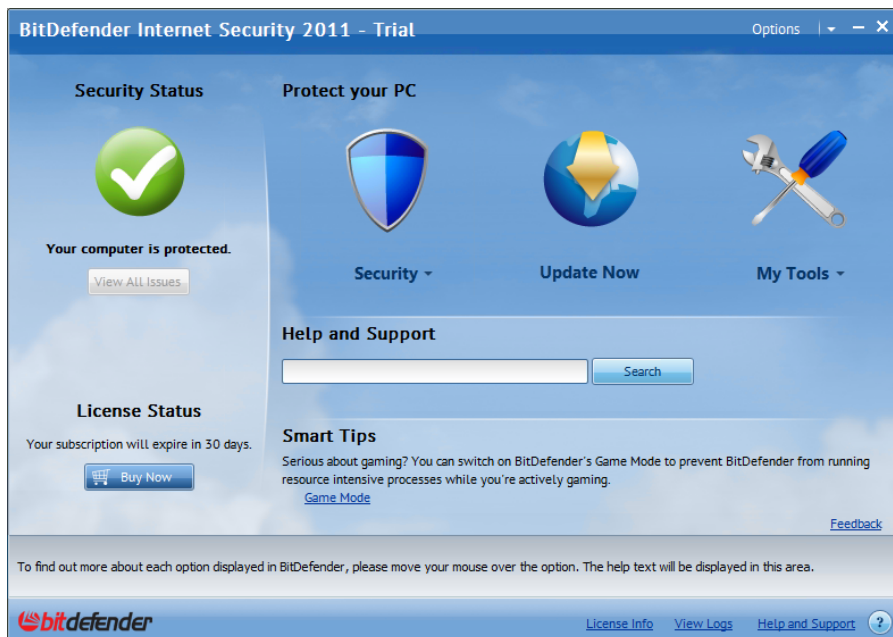 BitDefender Internet Security 2011 - Trial
Options
Security Status
Your computer is protected.
View All Issues
License Status
Your subscription will expire in 30 days.
Buy Now
Protect your PC
Security
Update Now
My Tools
Help and Support
Search
Smart Tips
Serious about gaming? You can switch on BitDefender's Game Mode to prevent BitDefender from running
resource intensive processes while you're actively gaming.
Game Mode
Feedback
To find out more about each option displayed in BitDefender, please move your mouse over the option. The help text will be displayed in this area.
bitdefender
License Info
View Logs
Help and Support
?